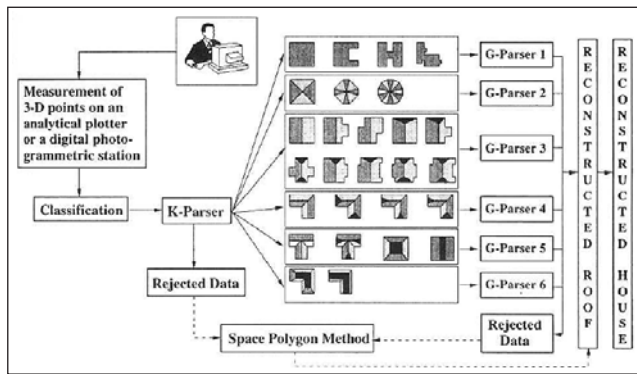 Measurement of
3-D points on an
analytical plotter
or a digital photo-
grammetric station
Classification
K-Parser
Rejected Data
Space Polygon Method
G-Parser 1
G-Parser 2
G-Parser 3
G-Parser 4
G-Parser 5
G-Parser 6
Rejected
Data
RECONSTRUCTED ROOF
RECONSTRUCTED HOUSE